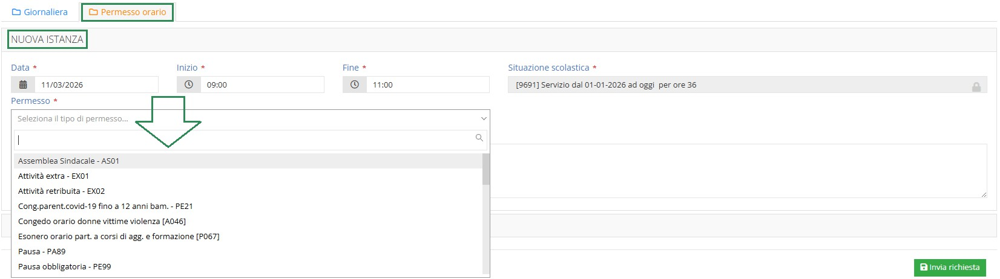 Giornaliera Permesso orario
NUOVA ISTANZA
Data * Inizio * Fine * Situazione scolastica *
11/03/2026 09:00 11:00 [9691] Servizio dal 01-01-2026 ad oggi per ore 36
Permesso *
Seleziona il tipo di permesso...
Assemblea Sindacale - AS01
Attività extra - EX01
Attività retribuita - EX02
Cong.parent.covid-19 fino a 12 anni bam. - PE21
Congedo orario donne vittime violenza [A046]
Esonero orario part. a corsi di agg. e formazione [P067]
Pausa - PA89
Pausa obbligatoria - PE99
Invia richiesta